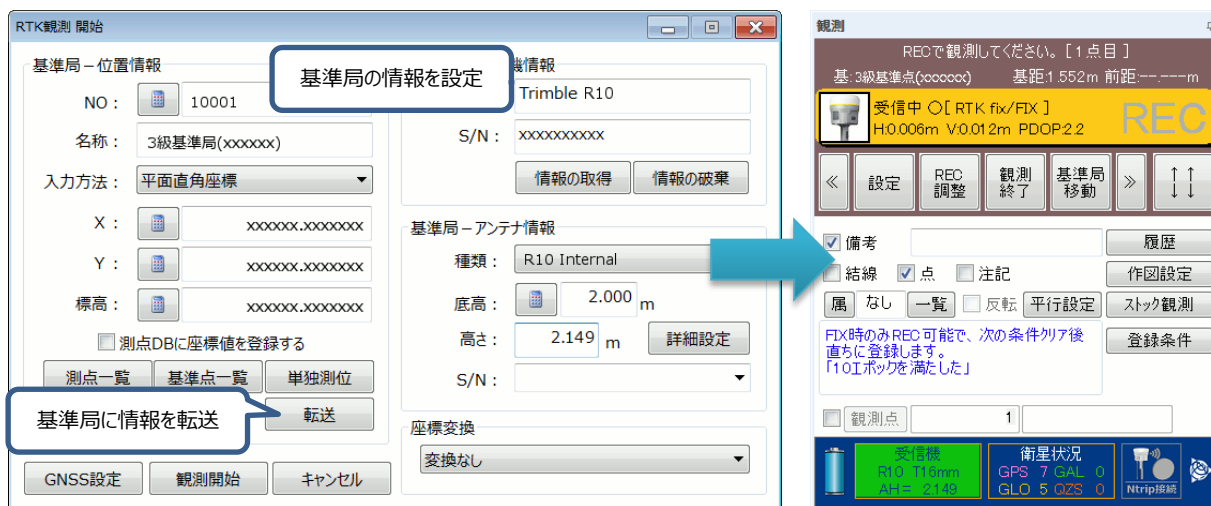 RTK観測 開始
基準局 – 位置情報
基準局の情報を設定
NO :
10001
名称 :
3級基準局(xxxxxx)
入力方法 :
平面直角座標
X :
xxxxxx.xxxxxxx
Y :
xxxxxx.xxxxxxx
標高 :
xxxxxx.xxxxxxx
測点DBに座標値を登録する
測点一覧
基準点一覧
単独測位
基準局に情報を転送
転送
GNSS設定
観測開始
キャンセル
機情報
Trimble R10
S/N :
xxxxxxxxxx
情報の取得
情報の破棄
基準局 – アンテナ情報
種類 :
R10 Internal
底高 :
2.000 m
高さ :
2.149 m
詳細設定
S/N :
座標変換
変換なし
観測
RECで観測してください。[ 1点目 ]
基:3級基準点(xxxxxxx) 基距:1.552m 前距:--.---m
受信中 〇[ RTK fix/FIX ]
H:0.006m V:0.012m PDOP:2.2
REC
≪
設定
REC
調整
観測
終了
基準局
移動
≫
↑↑
↓↓
備考
履歴
結線
点
注記
作図設定
属
なし
一覧
反転
平行設定
ストック観測
FIX時のみREC可能で、次の条件クリア後
直ちに登録します。
「10エポックを満たした」
登録条件
観測点
1
受信機
R10 T16mm
AH= 2.149
衛星状況
GPS 7 GAL 0
GLO 5 QZS 0
Ntrip接続